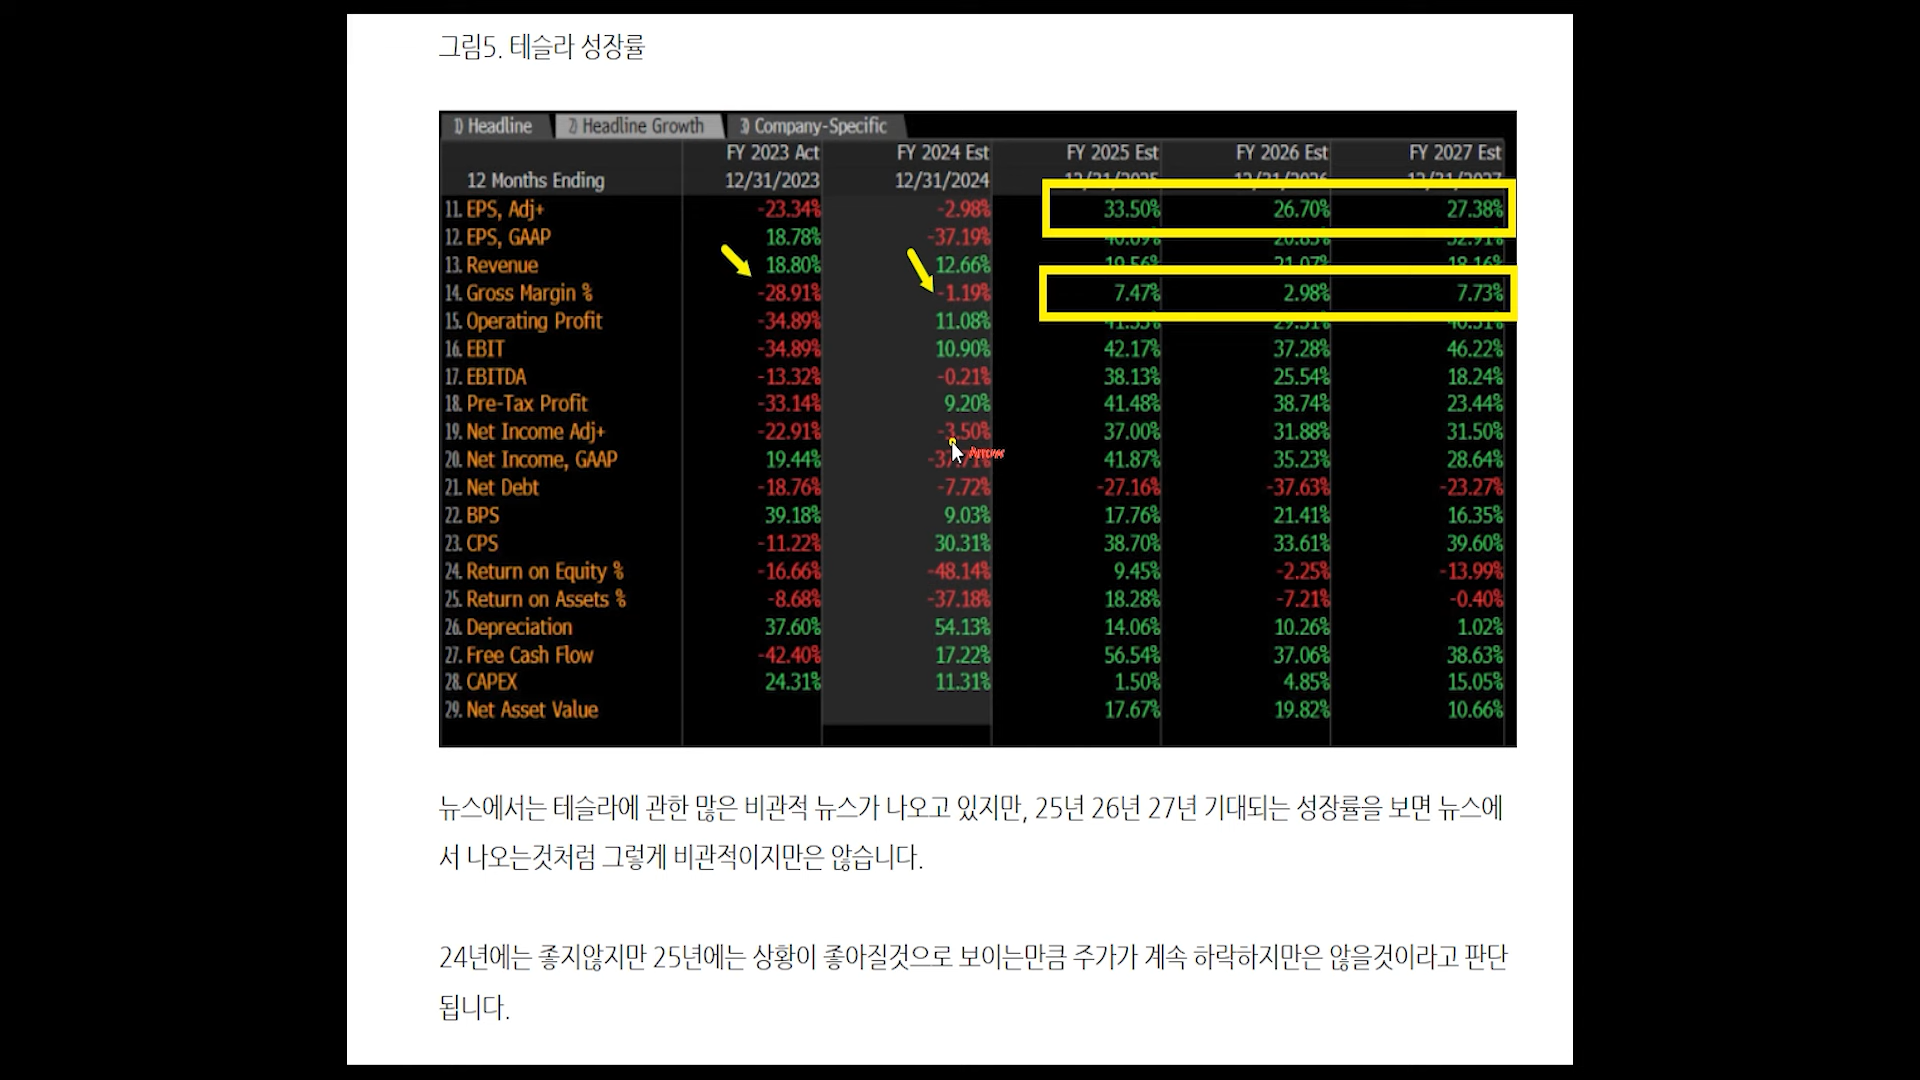 그림5. 테슬라 성장률
1) Headline 2) Headline Growth 3) Company-Specific
FY 2023 Act FY 2024 Est FY 2025 Est FY 2026 Est FY 2027 Est
12 Months Ending 12/31/2023 12/31/2024 12/31/2025 12/31/2026 12/31/2027
11. EPS, Adj+ -23.34% -2.98% 33.50% 26.70% 27.38%
12. EPS, GAAP 18.78% -37.19%
13. Revenue 18.80% 12.66% 19.56% 21.07% 18.16%
14. Gross Margin % -28.91% -1.19% 7.47% 2.98% 7.73%
15. Operating Profit -34.89% 11.08%
16. EBIT -34.89% 10.90% 42.17% 37.28% 46.22%
17. EBITDA -13.32% -0.21% 38.13% 25.54% 18.24%
18. Pre-Tax Profit -33.14% 9.20% 41.48% 38.74% 23.44%
19. Net Income Adj+ -22.91% -3.50% 37.00% 31.88% 31.50%
20. Net Income, GAAP 19.44% 41.87% 35.23% 28.64%
Arrow
21. Net Debt -18.76% -7.72% -27.16% -37.63% -23.27%
22. BPS 39.18% 9.03% 17.76% 21.41% 16.35%
23. CPS -11.22% 30.31% 38.70% 33.61% 39.60%
24. Return on Equity % -16.66% -48.14% 9.45% -2.25% -13.99%
25. Return on Assets % -8.68% -37.18% 18.28% -7.21% -0.40%
26. Depreciation 37.60% 54.13% 14.06% 10.26% 1.02%
27. Free Cash Flow -42.40% 17.22% 56.54% 37.06% 38.63%
28. CAPEX 24.31% 11.31% 1.50% 4.85% 15.05%
29. Net Asset Value 17.67% 19.82% 10.66%
뉴스에서는 테슬라에 관한 많은 비관적 뉴스가 나오고 있지만, 25년 26년 27년 기대되는 성장률을 보면 뉴스에
서 나오는것처럼 그렇게 비관적이지만은 않습니다.
24년에는 좋지않지만 25년에는 상황이 좋아질것으로 보이는만큼 주가가 계속 하락하지만은 않을것이라고 판단
됩니다.